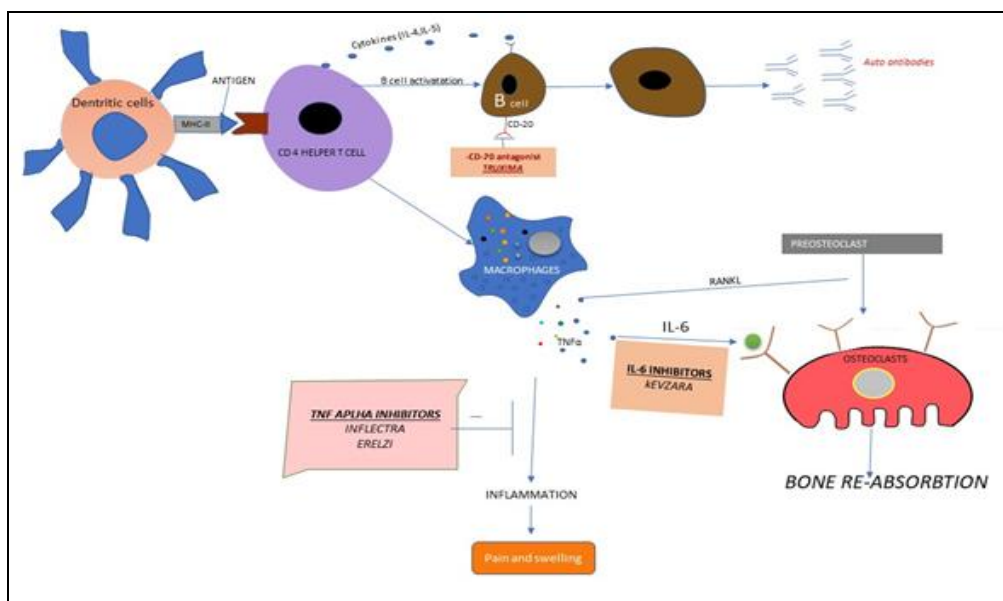 Cytokines (IL-4,IL-5)
ANTIGEN
B cell activatation
Auto antibodies
Dentritic cells
MHC-II
B cell
CD-20
CD 4 HELPER T CELL
-CD-20 antagonist
TRUXIMA
PREOSTEOCLAST
MACROPHAGES
RANKL
IL-6
TNFα
OSTEOCLASTS
IL-6 INHIBITORS
kEVZARA
TNF APLHA INHIBITORS
INFLECTRA
ERELZI
BONE RE-ABSORBTION
INFLAMMATION
Pain and swelling